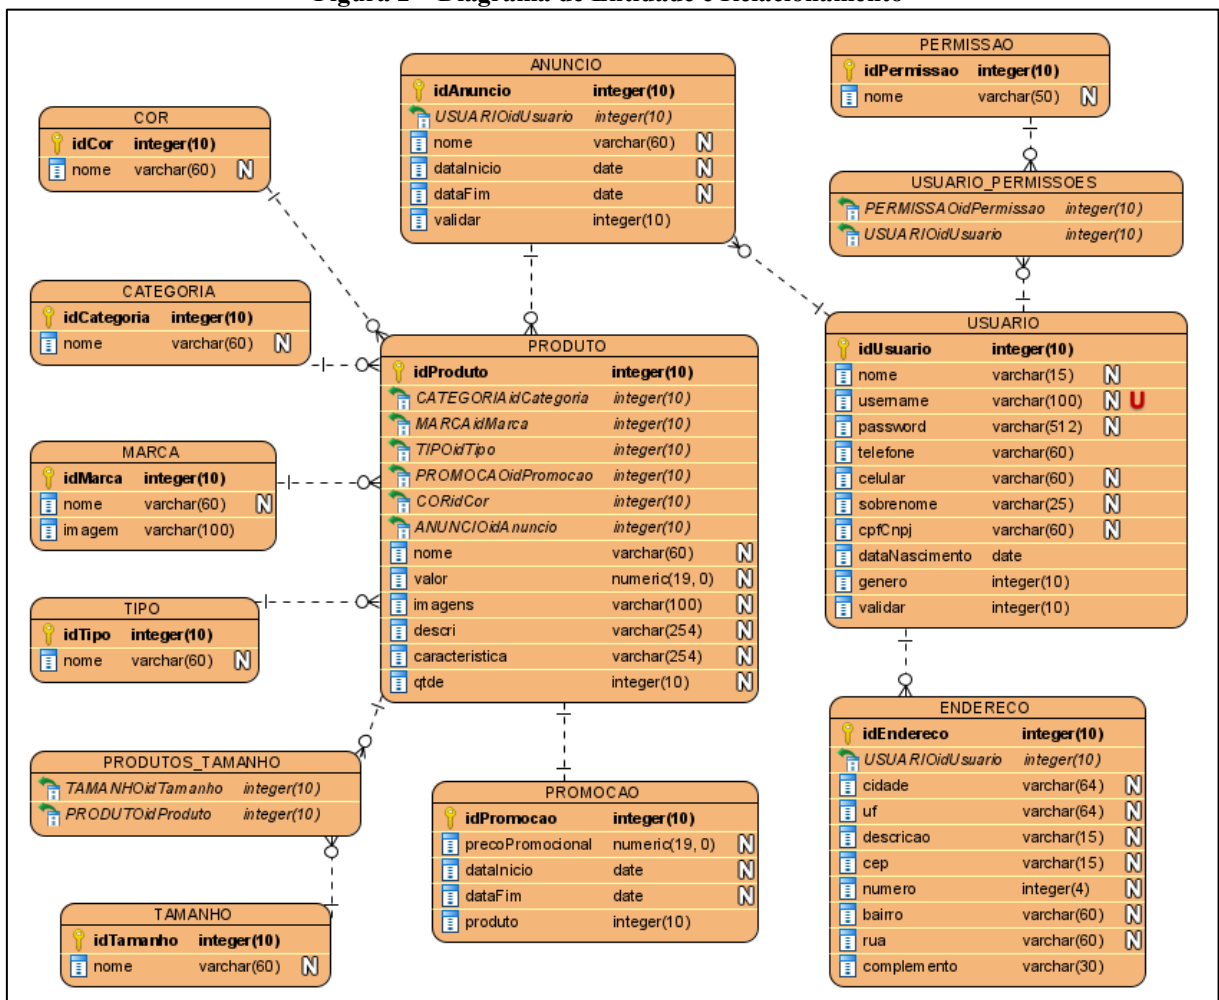 Figura 1 – Diagrama de Entidade e Relacionamento
COR
idCor integer(10)
nome varchar(60) N
CATEGORIA
idCategoria integer(10)
nome varchar(60) N
MARCA
idMarca integer(10)
nome varchar(60) N
imagem varchar(100)
TIPO
idTipo integer(10)
nome varchar(60) N
PRODUTOS_TAMANHO
TAMANHOidTamanho integer(10)
PRODUTOidProduto integer(10)
TAMANHO
idTamanho integer(10)
nome varchar(60) N
ANUNCIO
idAnuncio integer(10)
USUARIOidUsuario integer(10)
nome varchar(60) N
dataInicio date N
dataFim date N
validar integer(10)
PRODUTO
idProduto integer(10)
CATEGORIAidCategoria integer(10)
MARCAidMarca integer(10)
TIPOidTipo integer(10)
PROMOCAOidPromocao integer(10)
CORidCor integer(10)
ANUNCIOidAnuncio integer(10)
nome varchar(60) N
valor numeric(19, 0) N
imagens varchar(100) N
descri varchar(254) N
caracteristica varchar(254) N
qtde integer(10) N
PROMOCAO
idPromocao integer(10)
precoPromocional numeric(19, 0) N
dataInicio date N
dataFim date N
produto integer(10)
PERMISSAO
idPermissao integer(10)
nome varchar(50) N
USUARIO_PERMISSOES
PERMISSAOidPermissao integer(10)
USUARIOidUsuario integer(10)
USUARIO
idUsuario integer(10)
nome varchar(15) N
username varchar(100) N U
password varchar(512) N
telefone varchar(60)
celular varchar(60) N
sobrenome varchar(25) N
cpfCnpj varchar(60) N
dataNascimento date
genero integer(10)
validar integer(10)
ENDERECO
idEndereco integer(10)
USUARIOidUsuario integer(10)
cidade varchar(64) N
uf varchar(64) N
descricao varchar(15) N
cep varchar(15) N
numero integer(4) N
bairro varchar(60) N
rua varchar(60) N
complemento varchar(30)